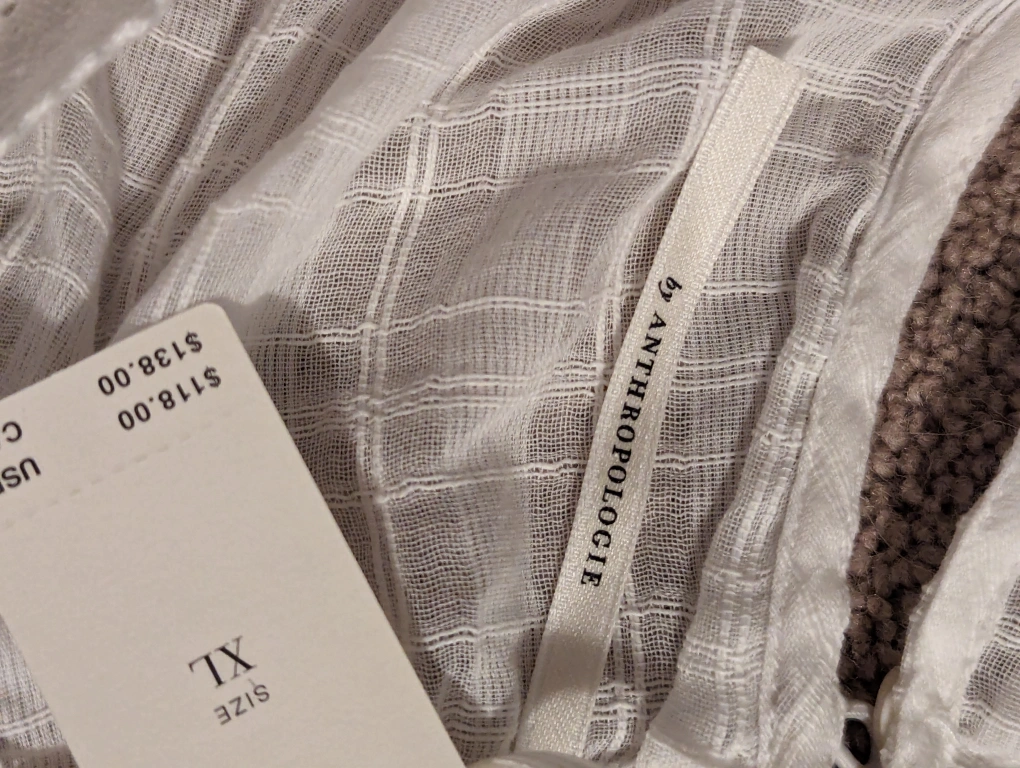 by ANTHROPOLOGIE
SIZE
XL
$118.00
$138.00